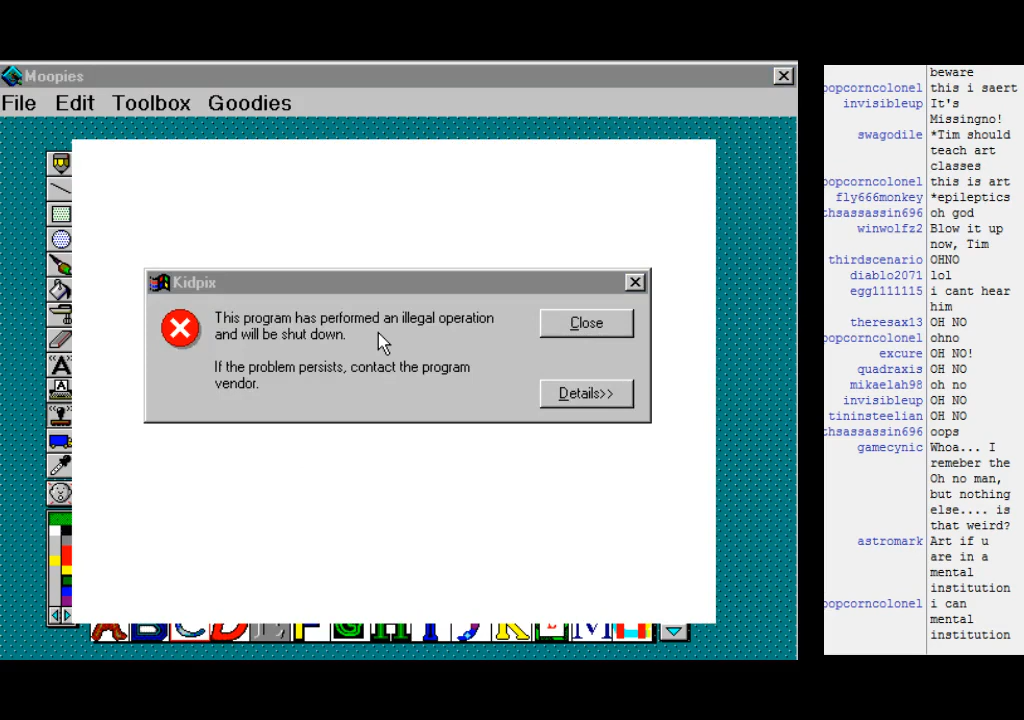 Moopies
File Edit Toolbox Goodies
Kidpix
This program has performed an illegal operation
and will be shut down.
If the problem persists, contact the program
vendor.
Close
Details>>
"A"
A
A B C D F G H I J K L M
beware
popcorncolonel this i saert
invisibleup It's
Missingno!
swagodile *Tim should
teach art
classes
popcorncolonel this is art
fly666monkey *epileptics
thsassassin696 oh god
winwolfz2 Blow it up
now, Tim
thirdscenario OHNO
diablo2071 lol
egg1111115 i cant hear
him
theresax13 OH NO
popcorncolonel ohno
excure OH NO!
quadraxis OH NO
mikaelah98 oh no
invisibleup OH NO
tininsteelian OH NO
thsassassin696 oops
gamecynic Whoa... I
remeber the
Oh no man,
but nothing
else.... is
that weird?
astromark Art if u
are in a
mental
institution
popcorncolonel i can
mental
institution